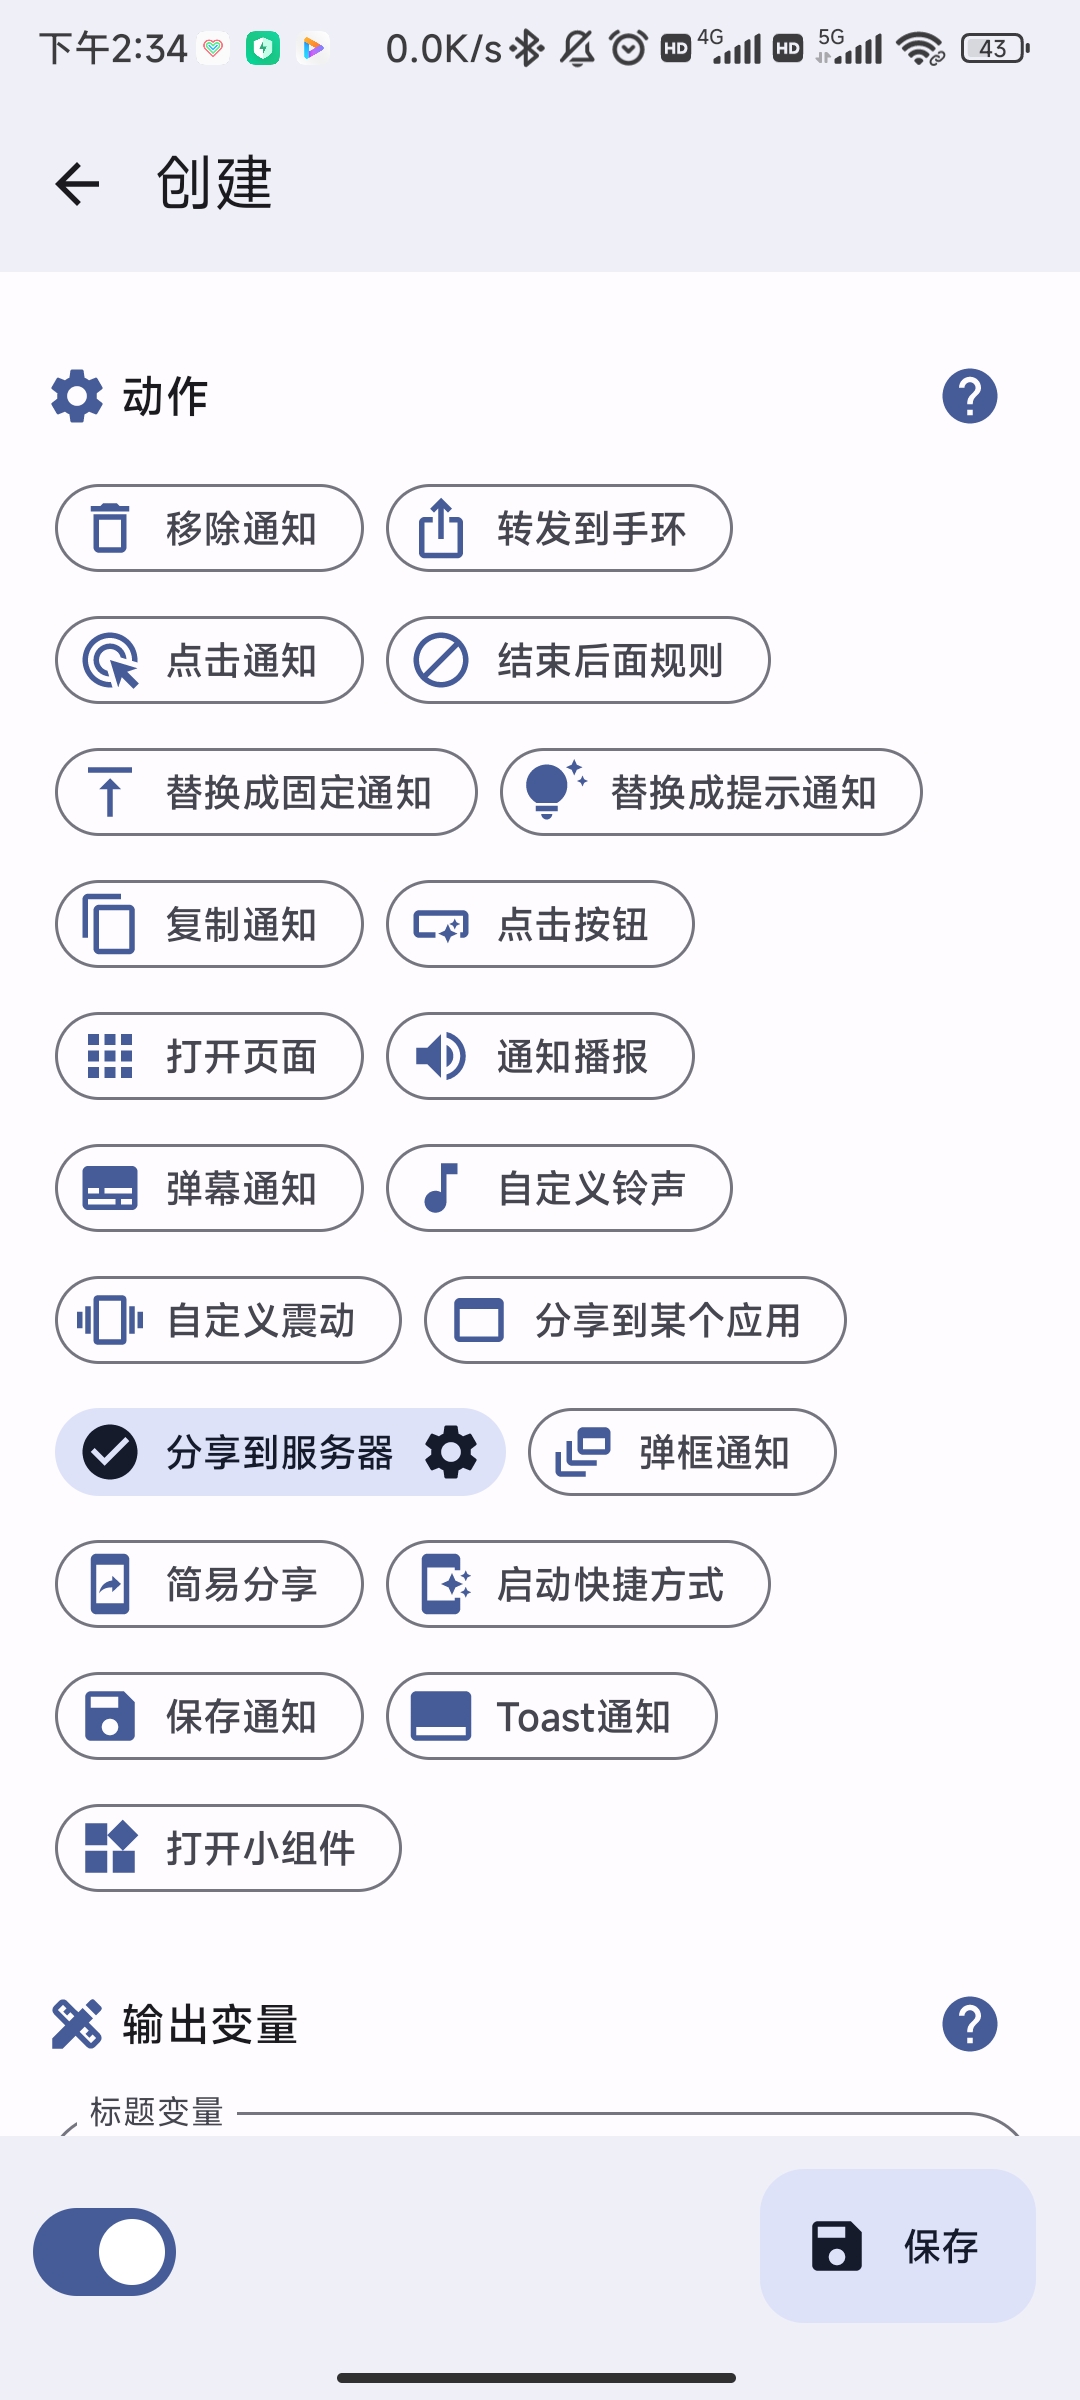 下午2:34 0.0K/s HD 4G HD 5G 43
创建
动作
移除通知 转发到手环
点击通知 结束后面规则
替换成固定通知 替换成提示通知
复制通知 点击按钮
打开页面 通知播报
弹幕通知 自定义铃声
自定义震动 分享到某个应用
分享到服务器 弹框通知
简易分享 启动快捷方式
保存通知 Toast通知
打开小组件
输出变量
标题变量
保存